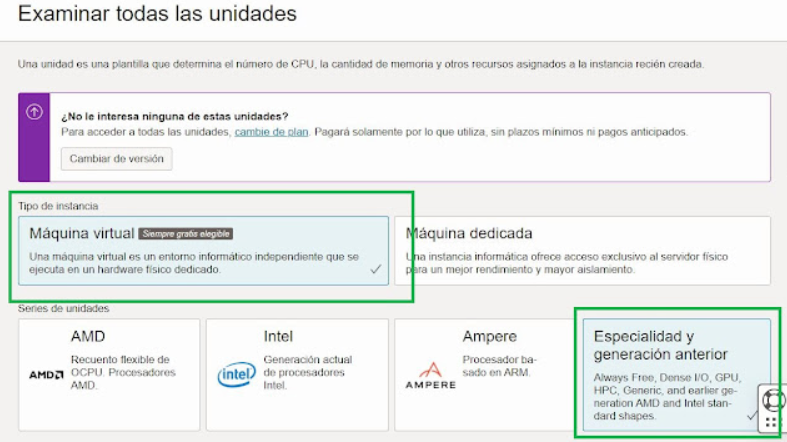 Examinar todas las unidades
Una unidad es una plantilla que determina el número de CPU, la cantidad de memoria y otros recursos asignados a la instancia recién creada.
¿No le interesa ninguna de estas unidades?
Para acceder a todas las unidades, cambie de plan. Pagará solamente por lo que utiliza, sin plazos mínimos ni pagos anticipados.
Cambiar de versión
Tipo de instancia
Máquina virtual Siempre gratis elegible
Una máquina virtual es un entorno informático independiente que se
ejecuta en un hardware físico dedicado.
Máquina dedicada
Una instancia informática ofrece acceso exclusivo al servidor físico
para un mejor rendimiento y mayor aislamiento.
Series de unidades
AMD
AMD
Recuento flexible de
OCPU. Procesadores
AMD.
Intel
intel
Generación actual
de procesadores
Intel.
Ampere
AMPERE
Procesador ba-
sado en ARM.
Especialidad y
generación anterior
Always Free, Dense I/O, GPU,
HPC, Generic, and earlier ge-
neration AMD and Intel stan-
dard shapes.